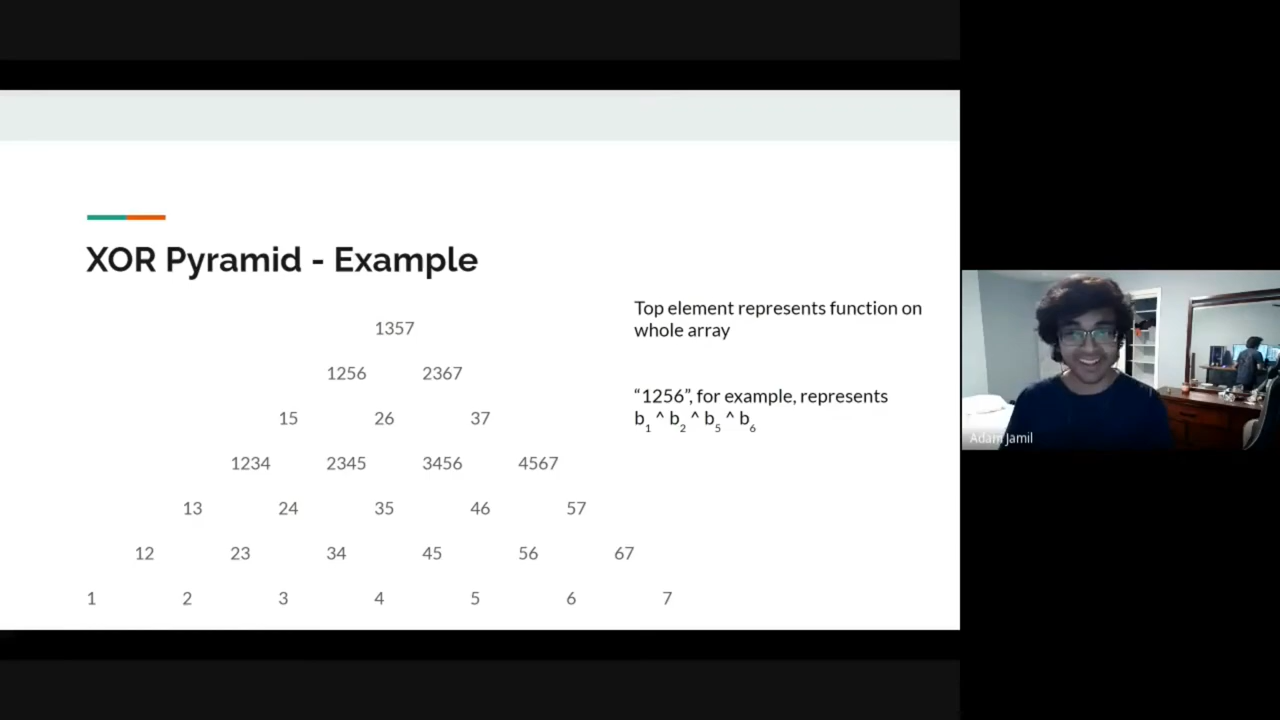 XOR Pyramid - Example
1357
1256 2367
15 26 37
1234 2345 3456 4567
13 24 35 46 57
12 23 34 45 56 67
1 2 3 4 5 6 7
Top element represents function on
whole array
“1256”, for example, represents
b₁ ^ b₂ ^ b₅ ^ b₆
Adam Jamil